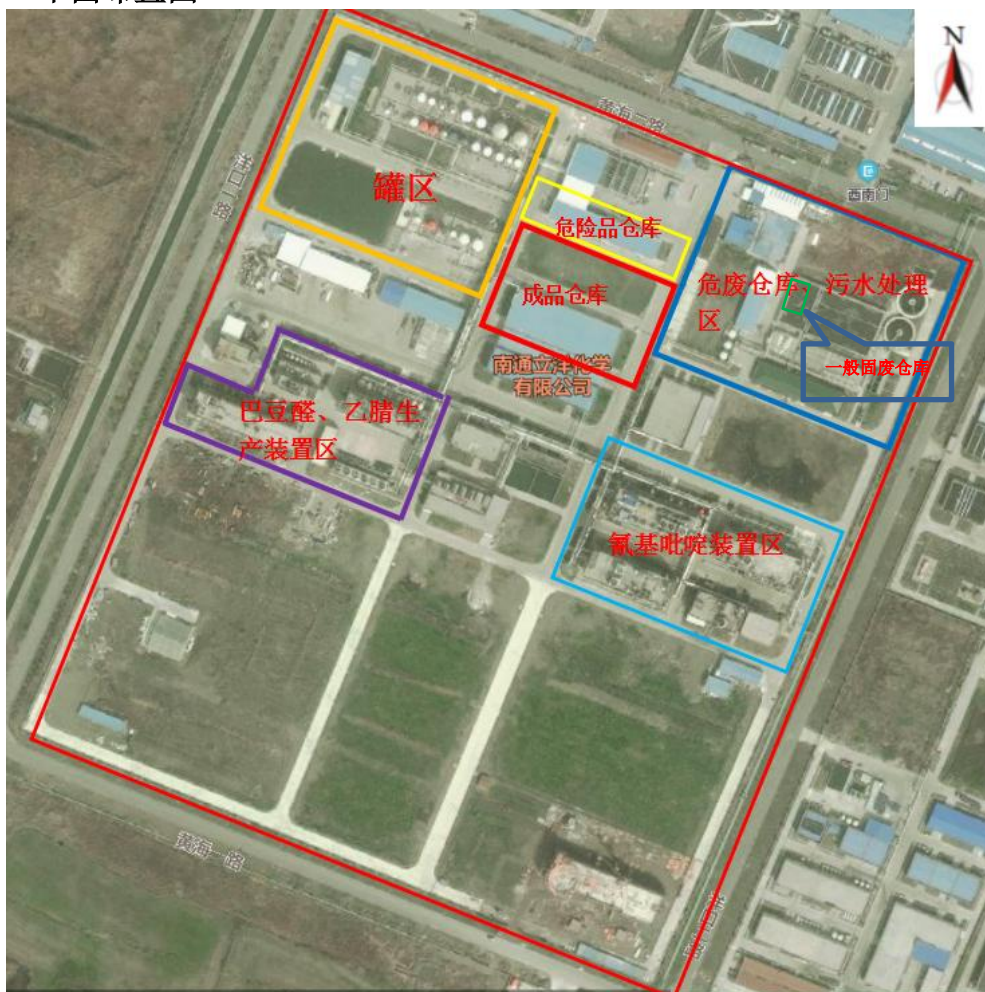 N
黄海二路
西南门
罐区
危险品仓库
危废仓库、污水处理
区
成品仓库
一般固废仓库
南通立洋化学
有限公司
巴豆醛、乙腈生
产装置区
氰基吡啶装置区
黄海一路